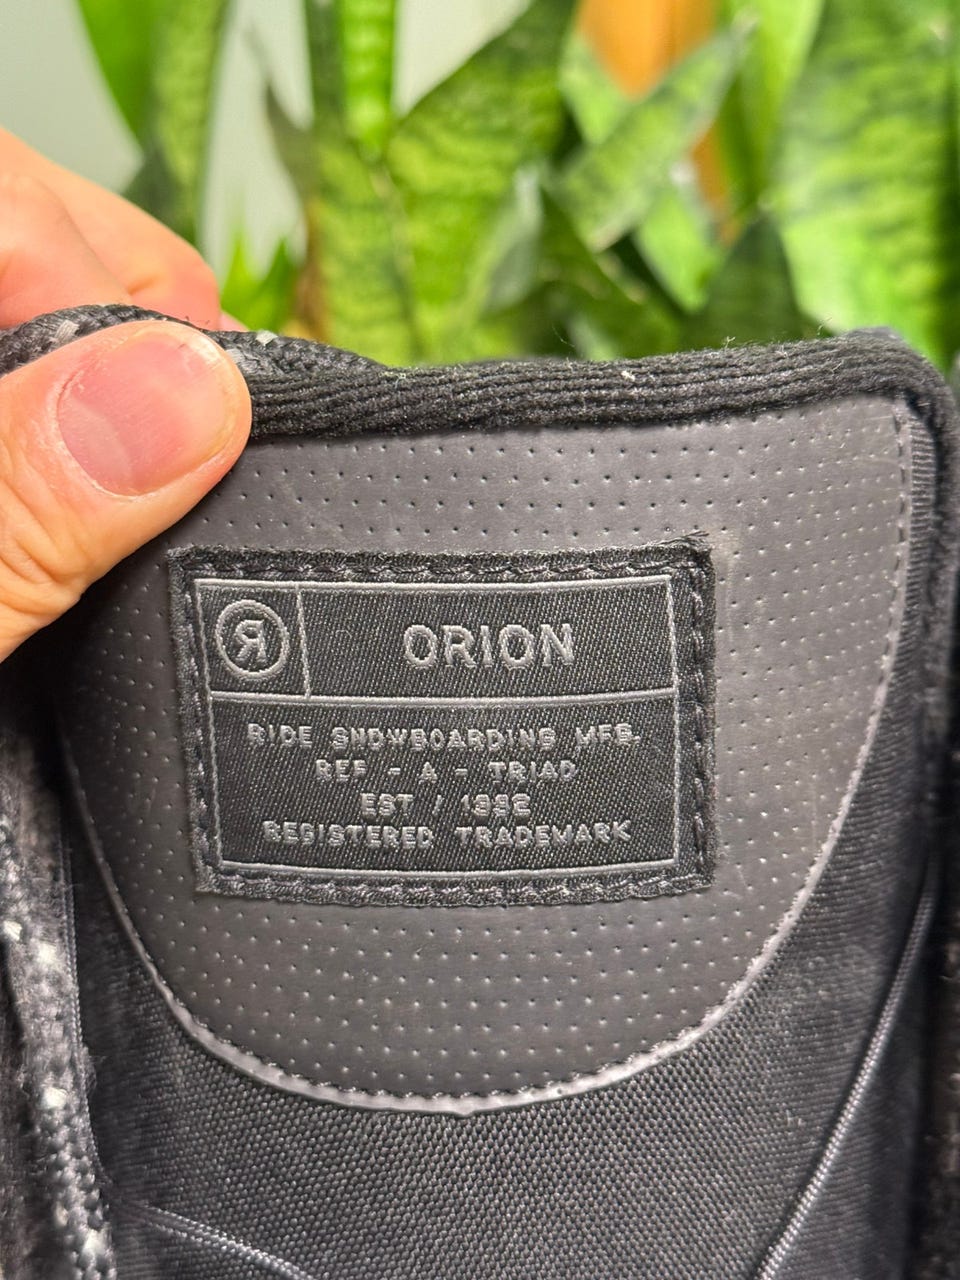 R
ORION
RIDE SNOWBOARDING MFG.
REF - A - TRIAD
EST / 1992
REGISTERED TRADEMARK